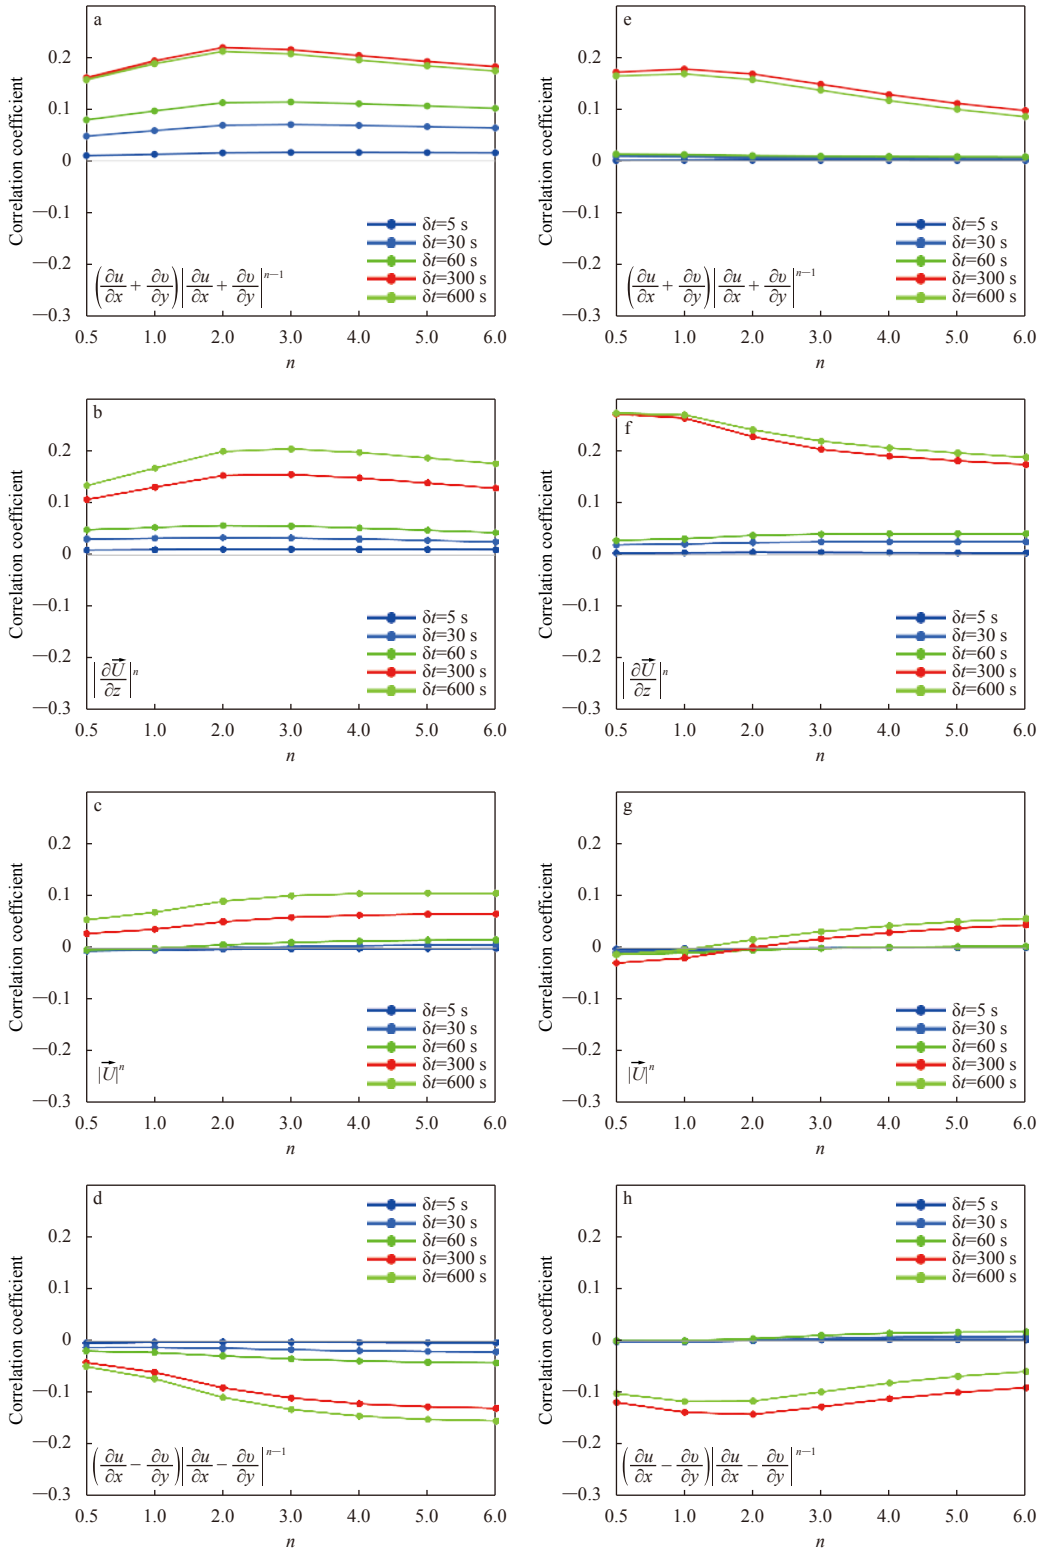 a
Correlation coefficient
0.2
0.1
0
—0.1
—0.2
—0.3
δt=5 s
δt=30 s
δt=60 s
δt=300 s
δt=600 s
(∂u/∂x + ∂υ/∂y)|∂u/∂x + ∂υ/∂y|ⁿ⁻¹
0.5 1.0 2.0 3.0 4.0 5.0 6.0
n
e
Correlation coefficient
0.2
0.1
0
—0.1
—0.2
—0.3
δt=5 s
δt=30 s
δt=60 s
δt=300 s
δt=600 s
(∂u/∂x + ∂υ/∂y)|∂u/∂x + ∂υ/∂y|ⁿ⁻¹
0.5 1.0 2.0 3.0 4.0 5.0 6.0
n
b
Correlation coefficient
0.2
0.1
0
—0.1
—0.2
—0.3
δt=5 s
δt=30 s
δt=60 s
δt=300 s
δt=600 s
|∂U⃗/∂z|ⁿ
0.5 1.0 2.0 3.0 4.0 5.0 6.0
n
f
Correlation coefficient
0.2
0.1
0
—0.1
—0.2
—0.3
δt=5 s
δt=30 s
δt=60 s
δt=300 s
δt=600 s
|∂U⃗/∂z|ⁿ
0.5 1.0 2.0 3.0 4.0 5.0 6.0
n
c
Correlation coefficient
0.2
0.1
0
—0.1
—0.2
—0.3
δt=5 s
δt=30 s
δt=60 s
δt=300 s
δt=600 s
|U⃗|ⁿ
0.5 1.0 2.0 3.0 4.0 5.0 6.0
n
g
Correlation coefficient
0.2
0.1
0
—0.1
—0.2
—0.3
δt=5 s
δt=30 s
δt=60 s
δt=300 s
δt=600 s
|U⃗|ⁿ
0.5 1.0 2.0 3.0 4.0 5.0 6.0
n
d
Correlation coefficient
0.2
0.1
0
—0.1
—0.2
—0.3
δt=5 s
δt=30 s
δt=60 s
δt=300 s
δt=600 s
(∂u/∂x − ∂υ/∂y)|∂u/∂x − ∂υ/∂y|ⁿ⁻¹
0.5 1.0 2.0 3.0 4.0 5.0 6.0
n
h
Correlation coefficient
0.2
0.1
0
—0.1
—0.2
—0.3
δt=5 s
δt=30 s
δt=60 s
δt=300 s
δt=600 s
(∂u/∂x − ∂υ/∂y)|∂u/∂x − ∂υ/∂y|ⁿ⁻¹
0.5 1.0 2.0 3.0 4.0 5.0 6.0
n